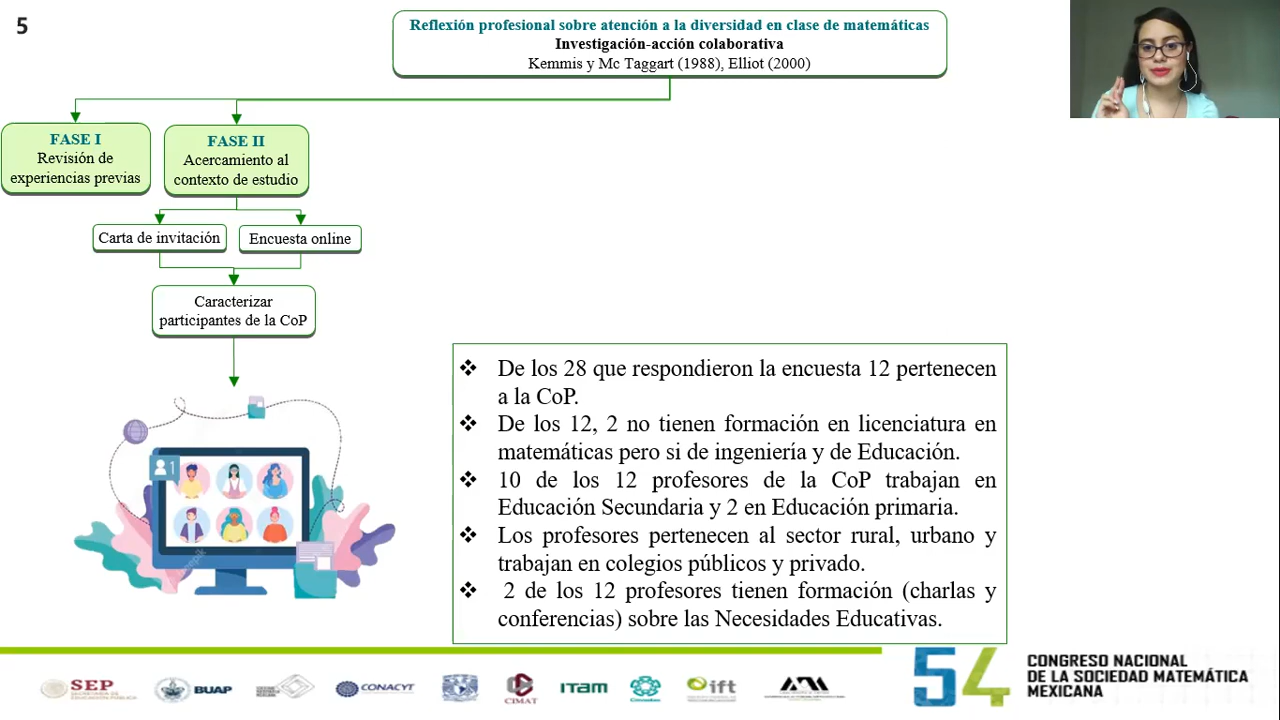 5
Reflexión profesional sobre atención a la diversidad en clase de matemáticas
Investigación-acción colaborativa
Kemmis y Mc Taggart (1988), Elliot (2000)
FASE I
Revisión de
experiencias previas
FASE II
Acercamiento al
contexto de estudio
Carta de invitación
Encuesta online
Caracterizar
participantes de la CoP
1
❖ De los 28 que respondieron la encuesta 12 pertenecen
a la CoP.
❖ De los 12, 2 no tienen formación en licenciatura en
matemáticas pero si de ingeniería y de Educación.
❖ 10 de los 12 profesores de la CoP trabajan en
Educación Secundaria y 2 en Educación primaria.
❖ Los profesores pertenecen al sector rural, urbano y
trabajan en colegios públicos y privado.
❖ 2 de los 12 profesores tienen formación (charlas y
conferencias) sobre las Necesidades Educativas.
SEP
BUAP
CONACYT
CIMAT
ITAM
ift
54
CONGRESO NACIONAL
DE LA SOCIEDAD MATEMÁTICA
MEXICANA